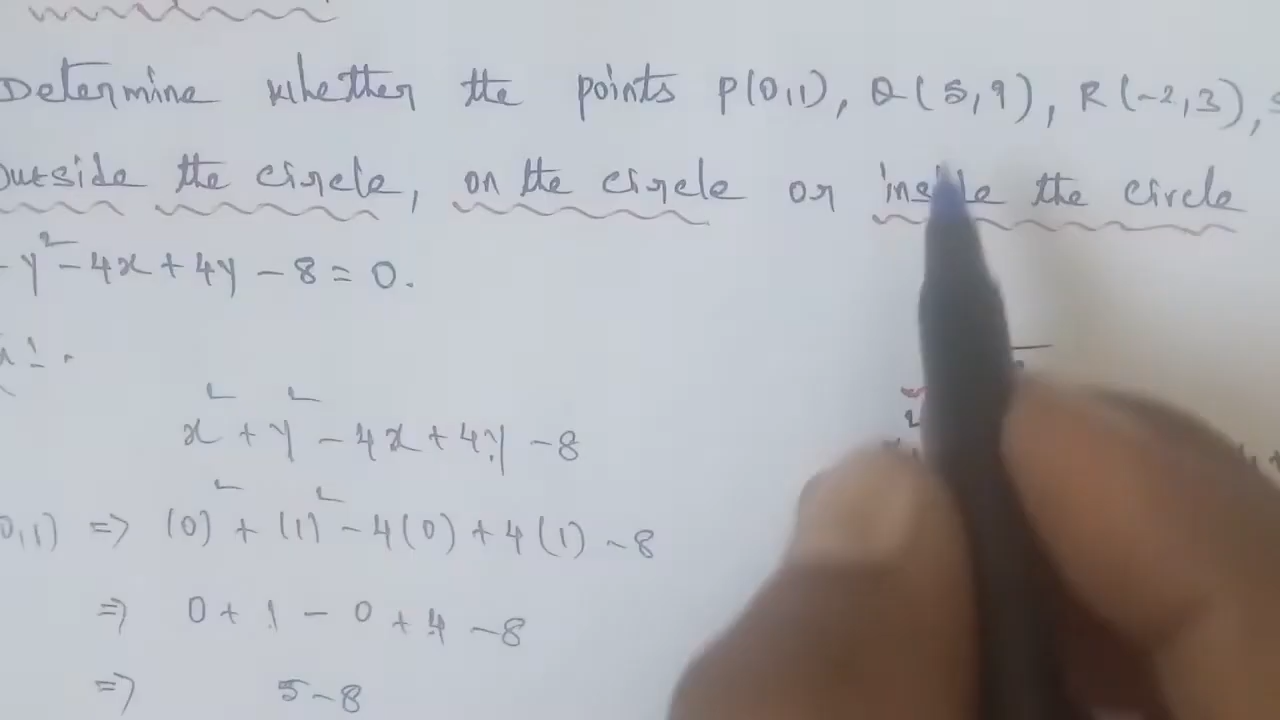 Determine whether the points P(0,1), Q(5,9), R(-2,3),
outside the circle, on the circle or inside the circle
y² - 4x + 4y - 8 = 0.
x² + y² - 4x + 4y - 8
0,1) => (0)² + (1)² - 4(0) + 4(1) - 8
=> 0 + 1 - 0 + 4 - 8
=> 5 - 8